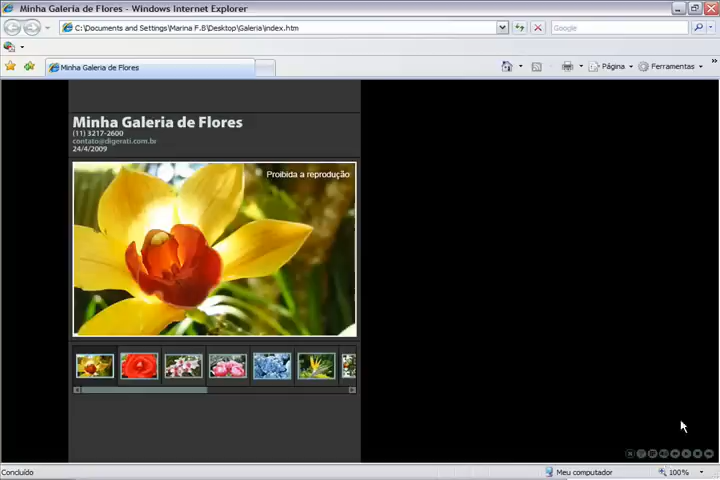 Minha Galeria de Flores - Windows Internet Explorer
C:\Documents and Settings\Marina F.B\Desktop\Galeria\index.htm
Google
Minha Galeria de Flores
Página
Ferramentas
Minha Galeria de Flores
(11) 3217-2600
contato@digerati.com.br
24/4/2009
Proibida a reprodução
Concluído
Meu computador
100%